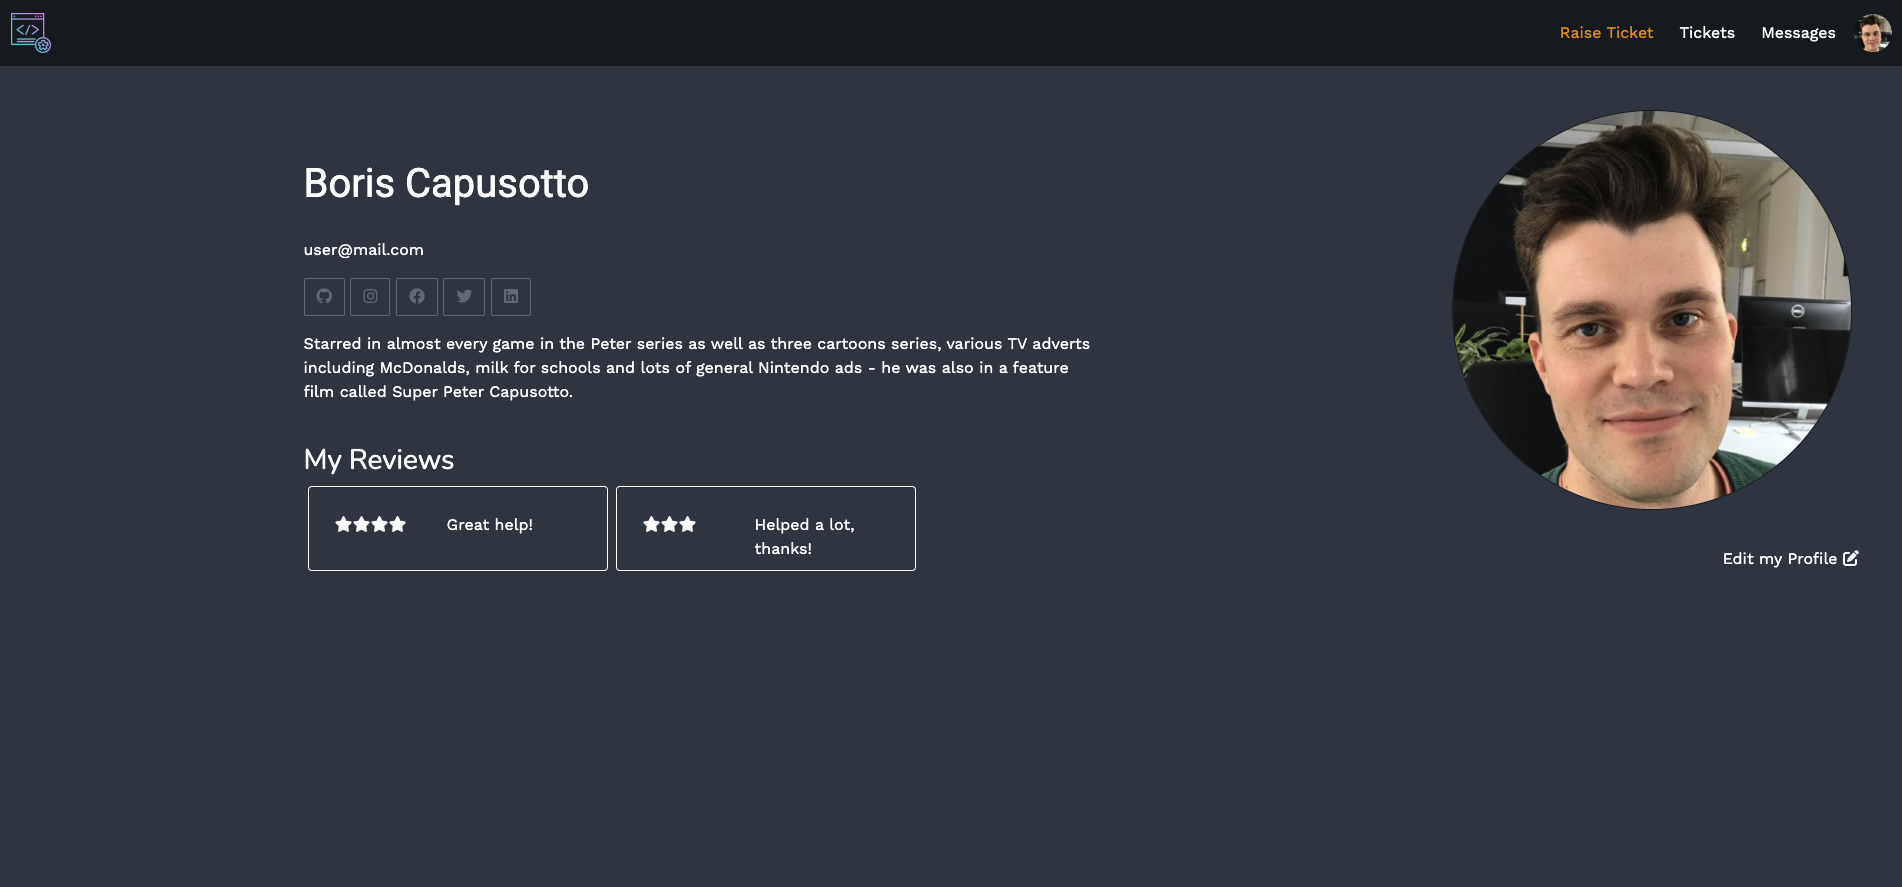 Raise Ticket Tickets Messages
Boris Capusotto
user@mail.com
Starred in almost every game in the Peter series as well as three cartoons series, various TV adverts
including McDonalds, milk for schools and lots of general Nintendo ads - he was also in a feature
film called Super Peter Capusotto.
My Reviews
Great help!
Helped a lot,
thanks!
DELL
Edit my Profile